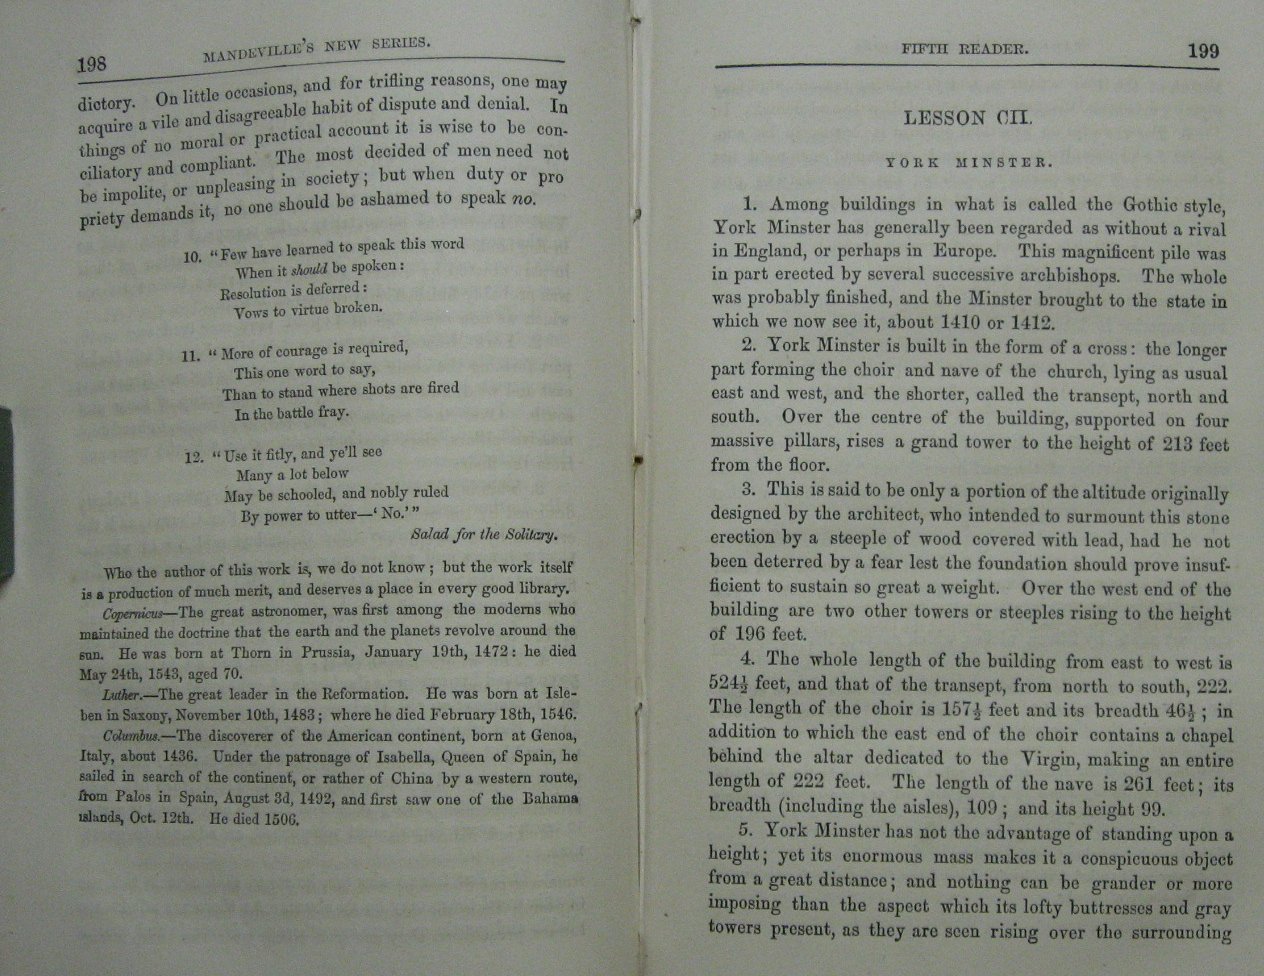 198
MANDEVILLE'S NEW SERIES.
dictory. On little occasions, and for trifling reasons, one may
acquire a vile and disagreeable habit of dispute and denial. In
things of no moral or practical account it is wise to be con-
ciliatory and compliant. The most decided of men need not
be impolite, or unpleasing in society; but when duty or pro
priety demands it, no one should be ashamed to speak no.
10. "Few have learned to speak this word
When it should be spoken:
Resolution is deferred:
Vows to virtue broken.
11. "More of courage is required,
This one word to say,
Than to stand where shots are fired
In the battle fray.
12. "Use it fitly, and ye'll see
Many a lot below
May be schooled, and nobly ruled
By power to utter—'No.'"
Salad for the Solitary.
Who the author of this work is, we do not know; but the work itself
is a production of much merit, and deserves a place in every good library.
Copernicus—The great astronomer, was first among the moderns who
maintained the doctrine that the earth and the planets revolve around the
sun. He was born at Thorn in Prussia, January 19th, 1472: he died
May 24th, 1543, aged 70.
Luther.—The great leader in the Reformation. He was born at Isle-
ben in Saxony, November 10th, 1483; where he died February 18th, 1546.
Columbus.—The discoverer of the American continent, born at Genoa,
Italy, about 1436. Under the patronage of Isabella, Queen of Spain, he
sailed in search of the continent, or rather of China by a western route,
from Palos in Spain, August 3d, 1492, and first saw one of the Bahama
islands, Oct. 12th. He died 1506.
FIFTH READER.
199
LESSON CII.
YORK MINSTER.
1. Among buildings in what is called the Gothic style,
York Minster has generally been regarded as without a rival
in England, or perhaps in Europe. This magnificent pile was
in part erected by several successive archbishops. The whole
was probably finished, and the Minster brought to the state in
which we now see it, about 1410 or 1412.
2. York Minster is built in the form of a cross: the longer
part forming the choir and nave of the church, lying as usual
east and west, and the shorter, called the transept, north and
south. Over the centre of the building, supported on four
massive pillars, rises a grand tower to the height of 213 feet
from the floor.
3. This is said to be only a portion of the altitude originally
designed by the architect, who intended to surmount this stone
erection by a steeple of wood covered with lead, had he not
been deterred by a fear lest the foundation should prove insuf-
ficient to sustain so great a weight. Over the west end of the
building are two other towers or steeples rising to the height
of 196 feet.
4. The whole length of the building from east to west is
524½ feet, and that of the transept, from north to south, 222.
The length of the choir is 157½ feet and its breadth 46½; in
addition to which the east end of the choir contains a chapel
behind the altar dedicated to the Virgin, making an entire
length of 222 feet. The length of the nave is 261 feet; its
breadth (including the aisles), 109; and its height 99.
5. York Minster has not the advantage of standing upon a
height; yet its enormous mass makes it a conspicuous object
from a great distance; and nothing can be grander or more
imposing than the aspect which its lofty buttresses and gray
towers present, as they are seen rising over the surrounding